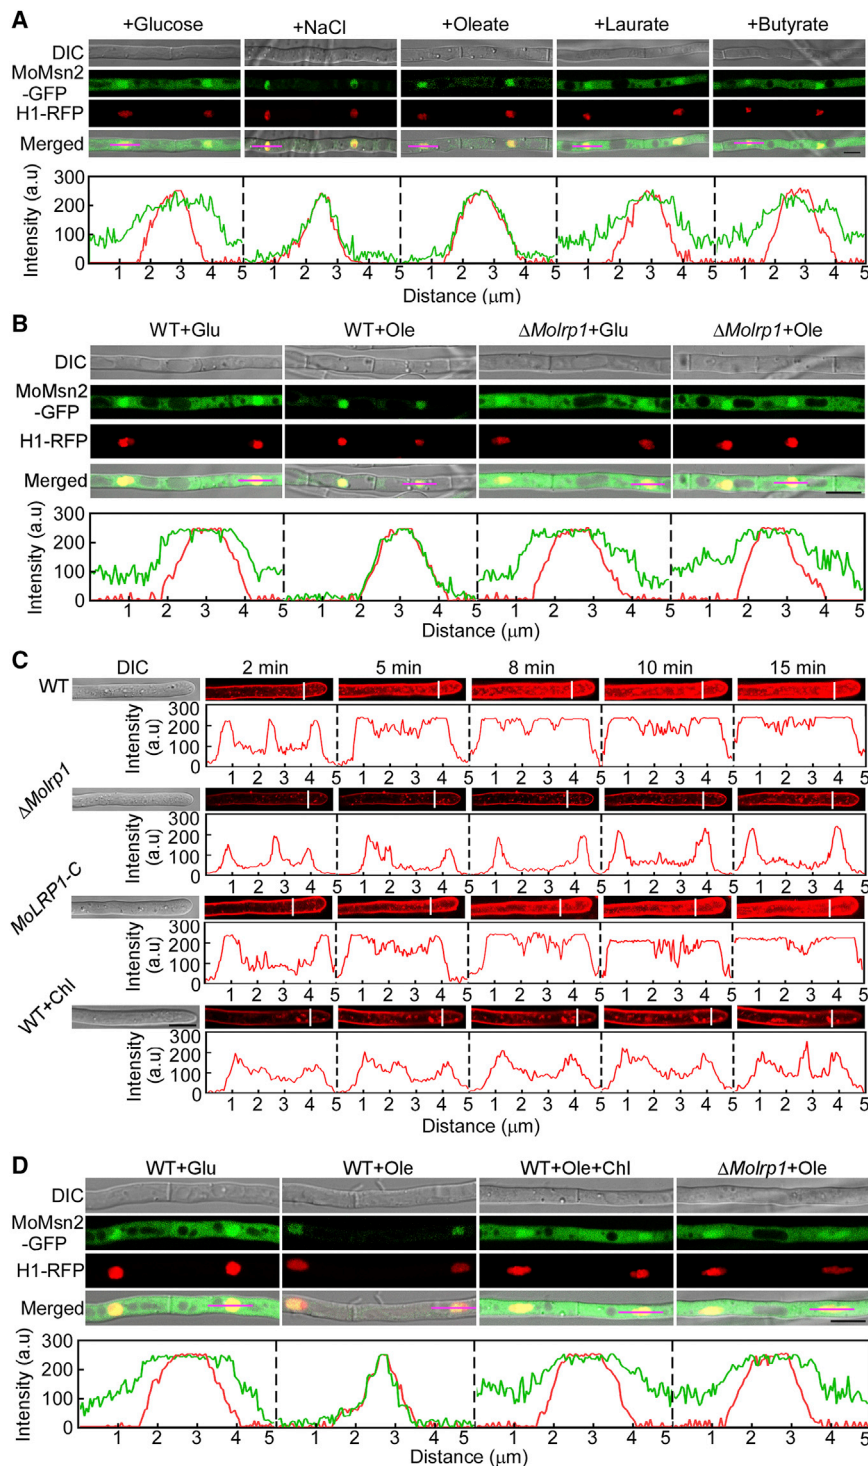 A
+Glucose +NaCl +Oleate +Laurate +Butyrate
DIC
MoMsn2
-GFP
H1-RFP
Merged
Intensity (a.u)
300
200
100
0
1 2 3 4 5 1 2 3 4 5 1 2 3 4 5 1 2 3 4 5 1 2 3 4 5
Distance (μm)
B
WT+Glu WT+Ole ΔMolrp1+Glu ΔMolrp1+Ole
DIC
MoMsn2
-GFP
H1-RFP
Merged
Intensity (a.u)
300
200
100
0
1 2 3 4 5 1 2 3 4 5 1 2 3 4 5 1 2 3 4 5
Distance (μm)
C
DIC 2 min 5 min 8 min 10 min 15 min
WT
Intensity
(a.u)
300
200
100
0
1 2 3 4 5 1 2 3 4 5 1 2 3 4 5 1 2 3 4 5 1 2 3 4 5
ΔMolrp1
Intensity
(a.u)
300
200
100
0
1 2 3 4 5 1 2 3 4 5 1 2 3 4 5 1 2 3 4 5 1 2 3 4 5
MoLRP1-C
Intensity
(a.u)
300
200
100
0
1 2 3 4 5 1 2 3 4 5 1 2 3 4 5 1 2 3 4 5 1 2 3 4 5
WT+Chl
Intensity
(a.u)
300
200
100
0
1 2 3 4 5 1 2 3 4 5 1 2 3 4 5 1 2 3 4 5 1 2 3 4 5
Distance (μm)
D
WT+Glu WT+Ole WT+Ole+Chl ΔMolrp1+Ole
DIC
MoMsn2
-GFP
H1-RFP
Merged
Intensity (a.u)
300
200
100
0
1 2 3 4 5 1 2 3 4 5 1 2 3 4 5 1 2 3 4 5
Distance (μm)